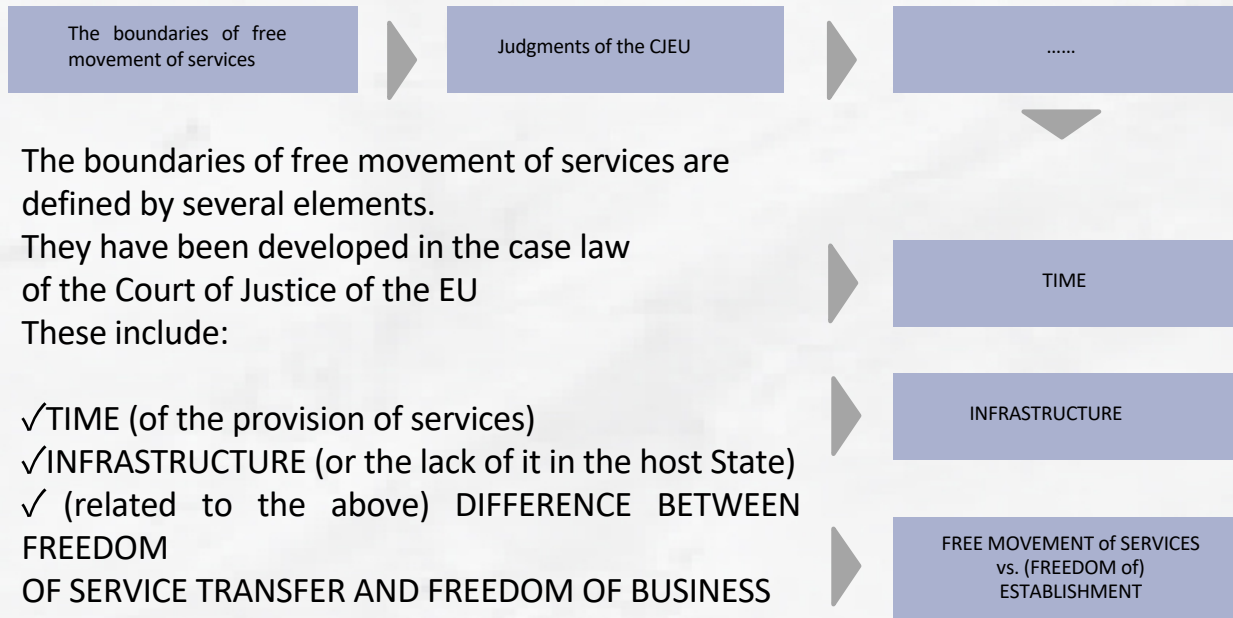 The boundaries of free
movement of services
Judgments of the CJEU
......
The boundaries of free movement of services are
defined by several elements.
They have been developed in the case law
of the Court of Justice of the EU
These include:
✓TIME (of the provision of services)
✓INFRASTRUCTURE (or the lack of it in the host State)
✓ (related to the above) DIFFERENCE BETWEEN
FREEDOM
OF SERVICE TRANSFER AND FREEDOM OF BUSINESS
TIME
INFRASTRUCTURE
FREE MOVEMENT of SERVICES
vs. (FREEDOM of)
ESTABLISHMENT